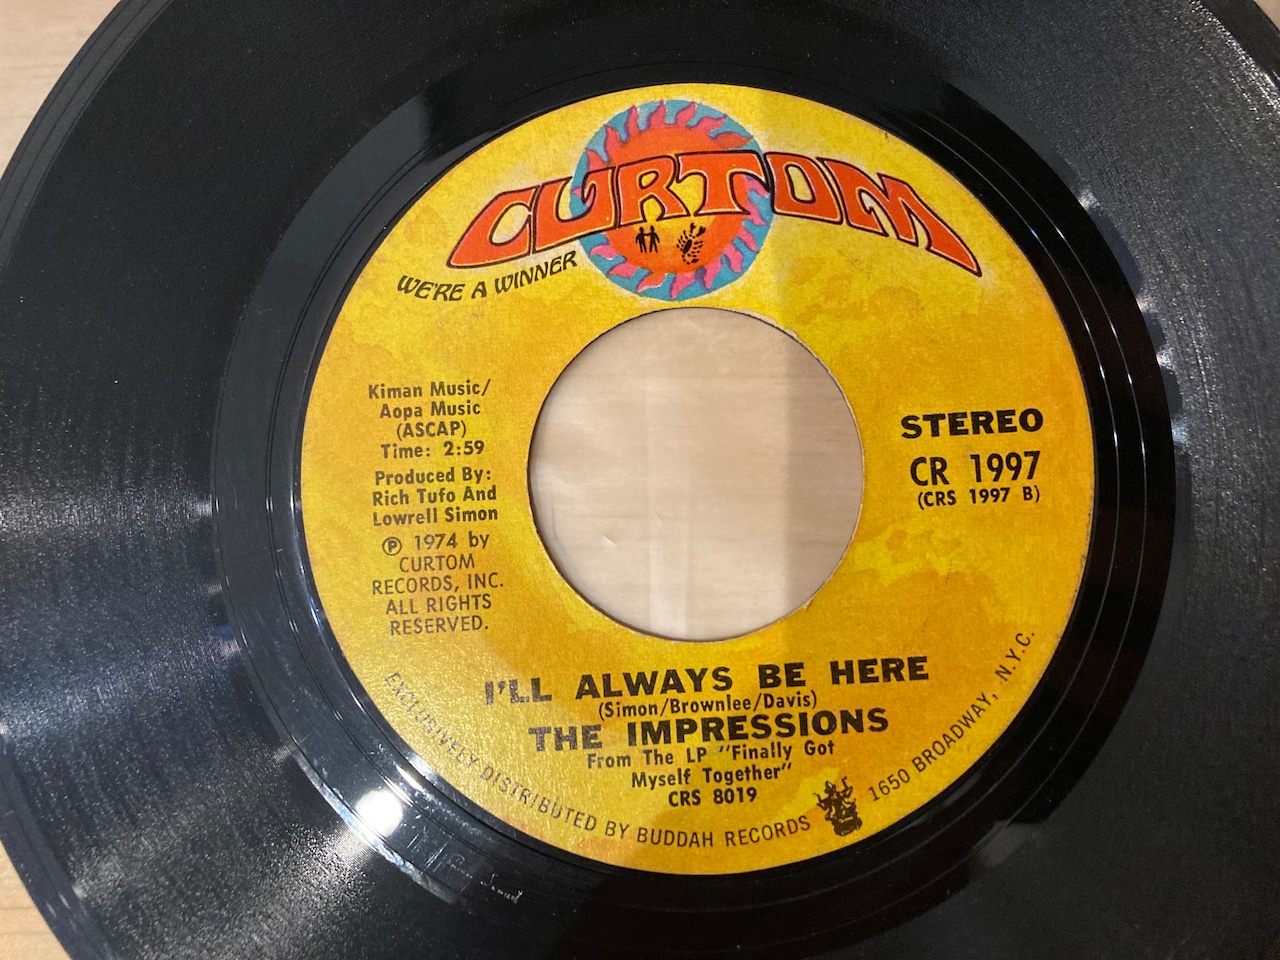 CURTOM
WE'RE A WINNER
Kiman Music/
Aopa Music
(ASCAP)
Time: 2:59
Produced By:
Rich Tufo And
Lowrell Simon
℗ 1974 by
CURTOM
RECORDS, INC.
ALL RIGHTS
RESERVED.
STEREO
CR 1997
(CRS 1997 B)
I'LL ALWAYS BE HERE
(Simon/Brownlee/Davis)
THE IMPRESSIONS
From The LP "Finally Got
Myself Together"
CRS 8019
EXCLUSIVELY DISTRIBUTED BY BUDDAH RECORDS 1650 BROADWAY, N.Y.C.